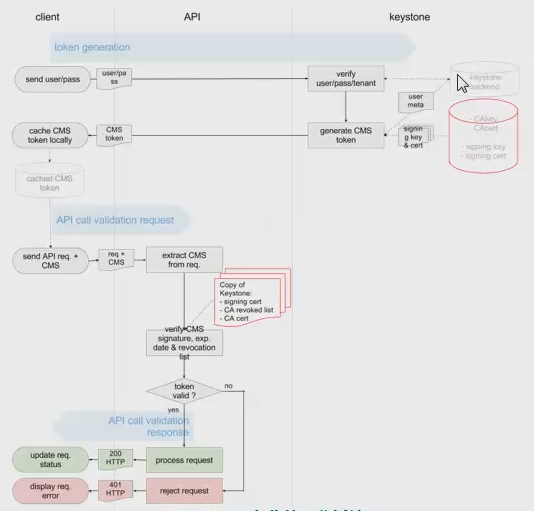 client
API
keystone
token generation
send user/pass
user/pa
ss
verify
user/pass/tenant
keystone
backend
user
meta
cache CMS
token locally
CMS
token
generate CMS
token
signin
g key
& cert
- CAkey
CAcert
- signing key
- signing cert
cached CMS
token
API call validation request
send API req. +
CMS
req +
CMS
extract CMS
from req.
Copy of
Keystone:
- signing cert
- CA revoked list
- CA cert
verify CMS
signature, exp.
date & revocation
list
token
valid ?
no
yes
API call validation
response
update req.
status
200
HTTP
process request
display req.
error
401
HTTP
reject request